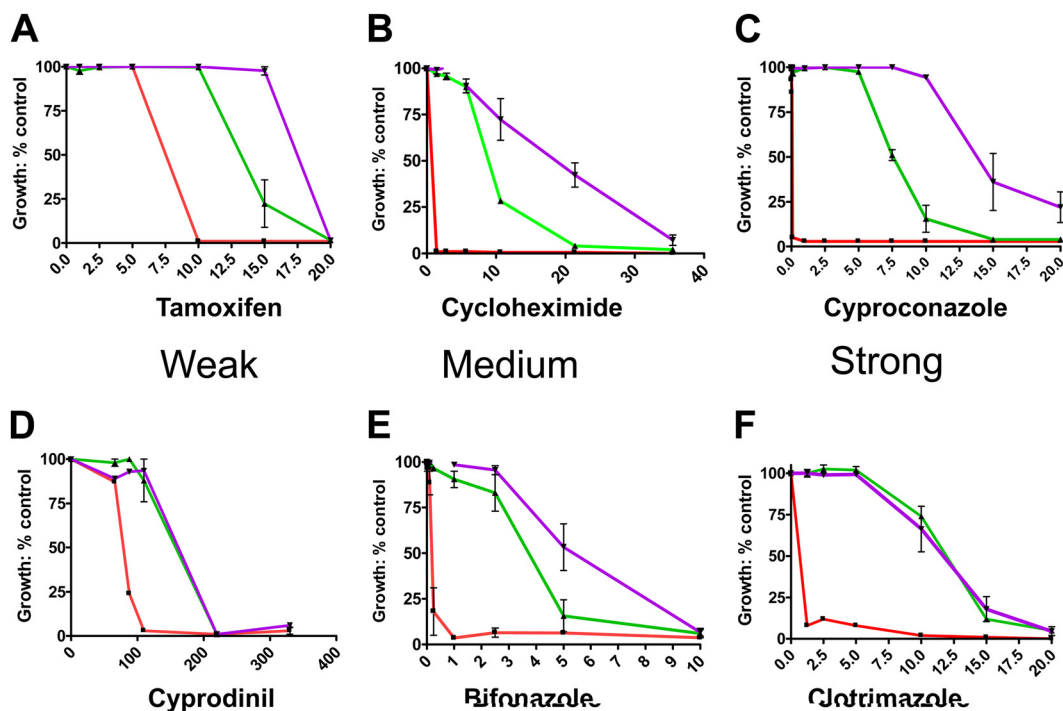 A
Growth: % control
100
75
50
25
0
0.0 2.5 5.0 7.5 10.0 12.5 15.0 17.5 20.0
Tamoxifen
B
Growth: % control
100
75
50
25
0
0 10 20 30 40
Cycloheximide
C
Growth: % control
100
75
50
25
0
0.0 2.5 5.0 7.5 10.0 12.5 15.0 17.5 20.0
Cyproconazole
Weak
Medium
Strong
D
Growth: % control
100
75
50
25
0
0 100 200 300 400
Cyprodinil
E
Growth: % control
100
75
50
25
0
0 1 2 3 4 5 6 7 8 9 10
Bifonazole
F
Growth: % control
100
75
50
25
0
0.0 2.5 5.0 7.5 10.0 12.5 15.0 17.5 20.0
Clotrimazole